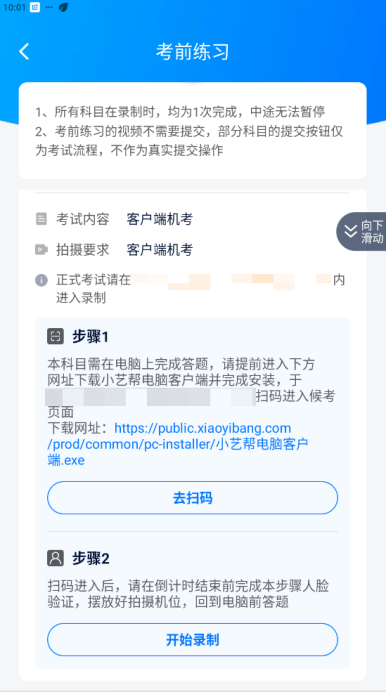 10:01
考前练习
1、所有科目在录制时，均为1次完成，中途无法暂停
2、考前练习的视频不需要提交，部分科目的提交按钮仅
为考试流程，不作为真实提交操作
考试内容 客户端机考
向下
滑动
拍摄要求 客户端机考
正式考试请在 内
进入录制
步骤1
本科目需在电脑上完成答题，请提前进入下方
网址下载小艺帮电脑客户端并完成安装，于
扫码进入候考
页面
下载网址：https://public.xiaoyibang.com
/prod/common/pc-installer/小艺帮电脑客户
端.exe
去扫码
步骤2
扫码进入后，请在倒计时结束前完成本步骤人脸
验证，摆放好拍摄机位，回到电脑前答题
开始录制